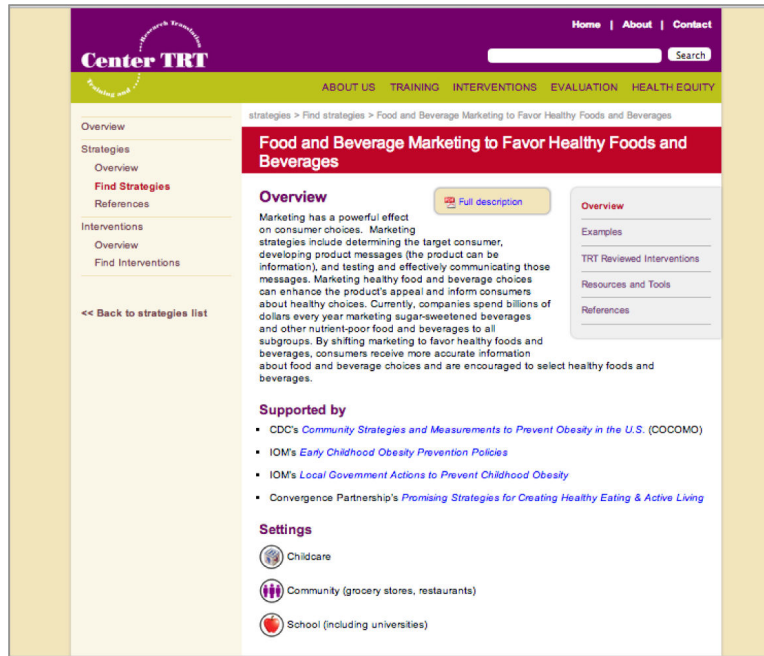 Research Translation
Center TRT
Training and
Home | About | Contact
Search
ABOUT US TRAINING INTERVENTIONS EVALUATION HEALTH EQUITY
Overview
Strategies
Overview
Find Strategies
References
Interventions
Overview
Find Interventions
<< Back to strategies list
strategies > Find strategies > Food and Beverage Marketing to Favor Healthy Foods and Beverages
Food and Beverage Marketing to Favor Healthy Foods and
Beverages
Overview
Full description
Marketing has a powerful effect
on consumer choices. Marketing
strategies include determining the target consumer,
developing product messages (the product can be
information), and testing and effectively communicating those
messages. Marketing healthy food and beverage choices
can enhance the product's appeal and inform consumers
about healthy choices. Currently, companies spend billions of
dollars every year marketing sugar-sweetened beverages
and other nutrient-poor food and beverages to all
subgroups. By shifting marketing to favor healthy foods and
beverages, consumers receive more accurate information
about food and beverage choices and are encouraged to select healthy foods and
beverages.
Overview
Examples
TRT Reviewed Interventions
Resources and Tools
References
Supported by
▪ CDC's Community Strategies and Measurements to Prevent Obesity in the U.S. (COCOMO)
▪ IOM's Early Childhood Obesity Prevention Policies
▪ IOM's Local Government Actions to Prevent Childhood Obesity
▪ Convergence Partnership's Promising Strategies for Creating Healthy Eating & Active Living
Settings
Childcare
Community (grocery stores, restaurants)
School (including universities)